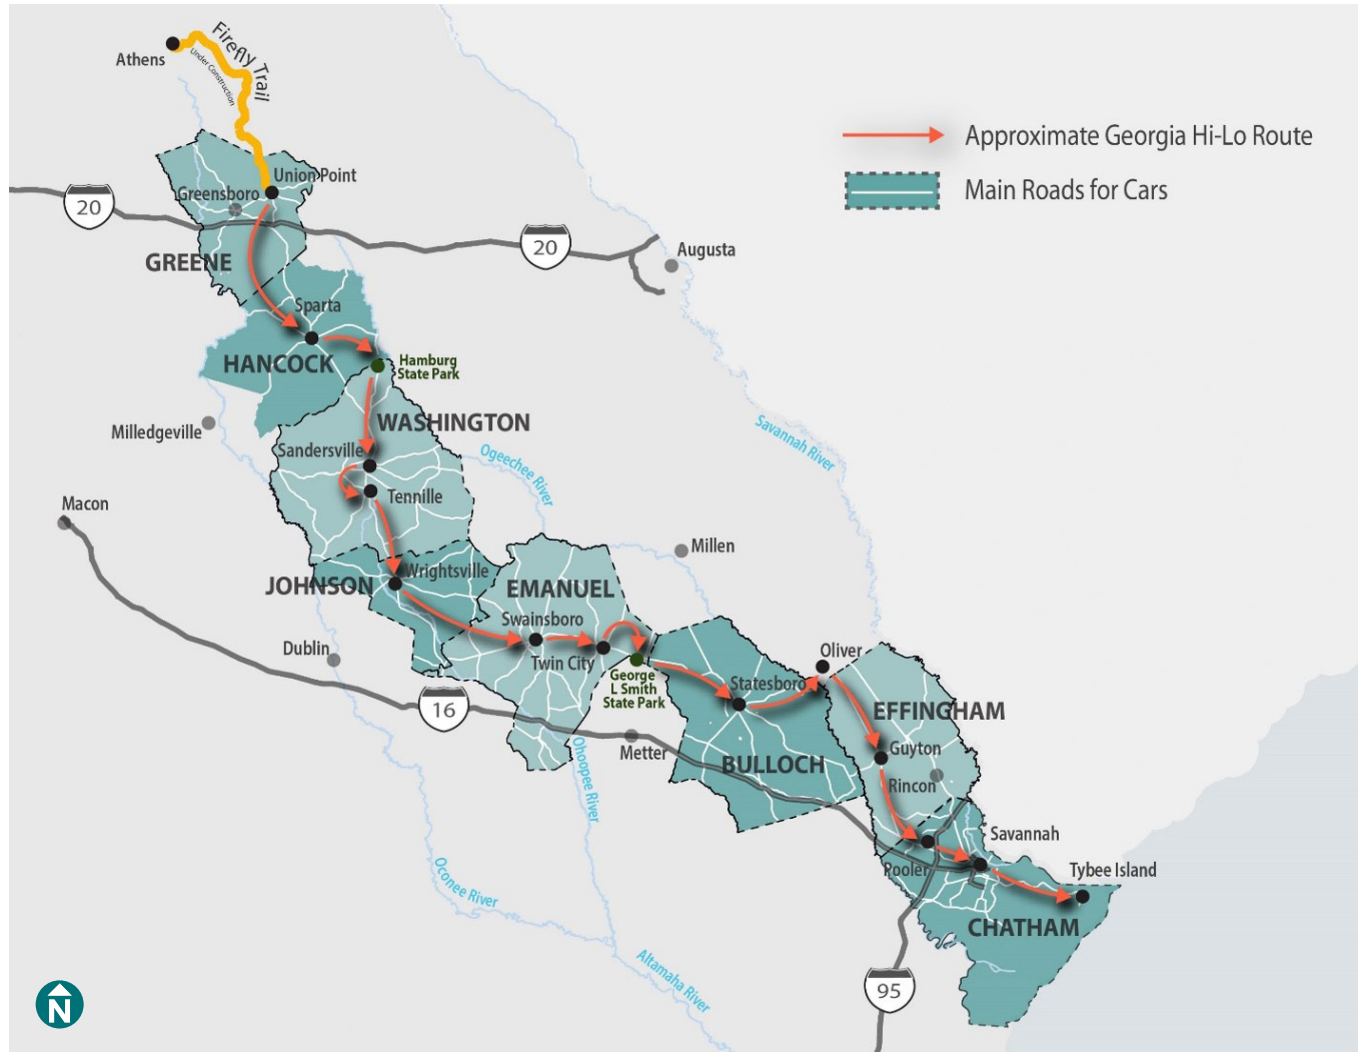 Firefly Trail
Under Construction
Athens
Approximate Georgia Hi-Lo Route
Main Roads for Cars
Union Point
Greensboro
20
20
Augusta
GREENE
Sparta
HANCOCK
Hamburg
State Park
WASHINGTON
Milledgeville
Savannah River
Sandersville
Ogeechee River
Tennille
Macon
Millen
Wrightsville
JOHNSON
EMANUEL
Swainsboro
Twin City
Dublin
Oliver
George
L Smith
State Park
Statesboro
16
EFFINGHAM
Metter
Guyton
BULLOCH
Ohoopee River
Rincon
Savannah
Pooler
Tybee Island
Oconee River
CHATHAM
Altamaha River
95
N